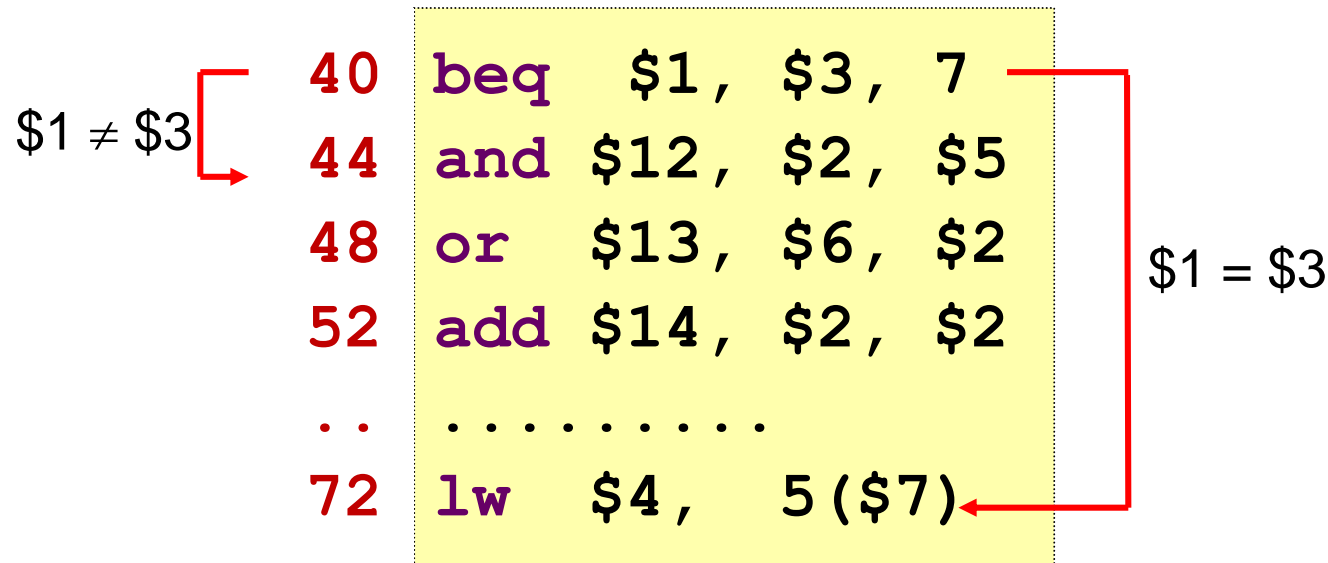 40 beq $1, $3, 7
$1 ≠ $3
44 and $12, $2, $5
48 or $13, $6, $2
$1 = $3
52 add $14, $2, $2
.. .........
72 lw $4, 5($7)